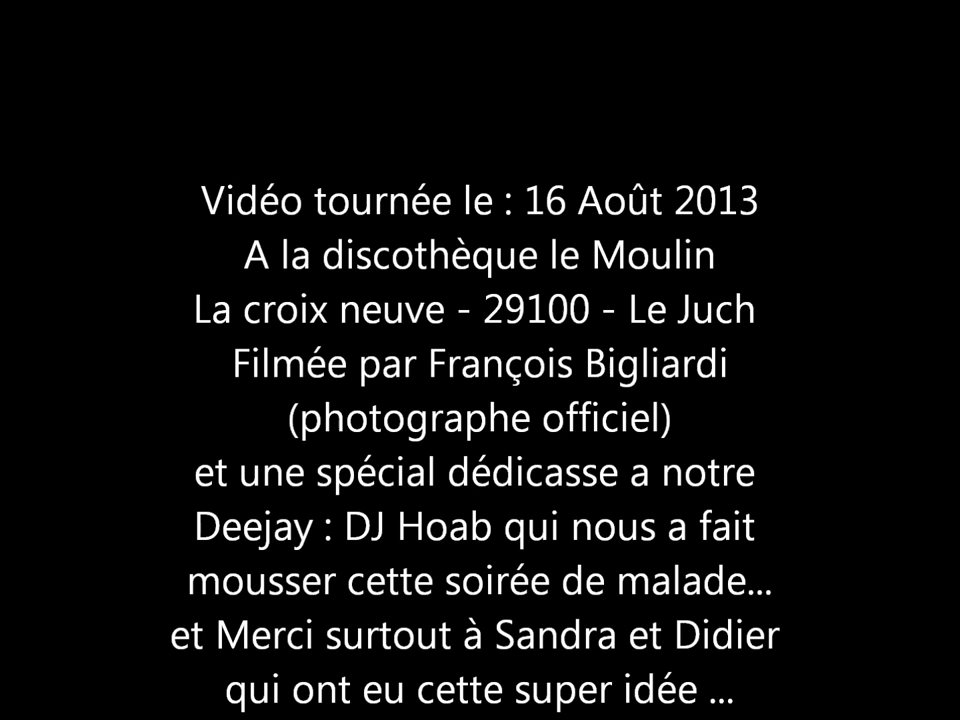 Vidéo tournée le : 16 Août 2013
A la discothèque le Moulin
La croix neuve - 29100 - Le Juch
Filmée par François Bigliardi
(photographe officiel)
et une spécial dédicasse a notre
Deejay : DJ Hoab qui nous a fait
mousser cette soirée de malade...
et Merci surtout à Sandra et Didier
qui ont eu cette super idée ...